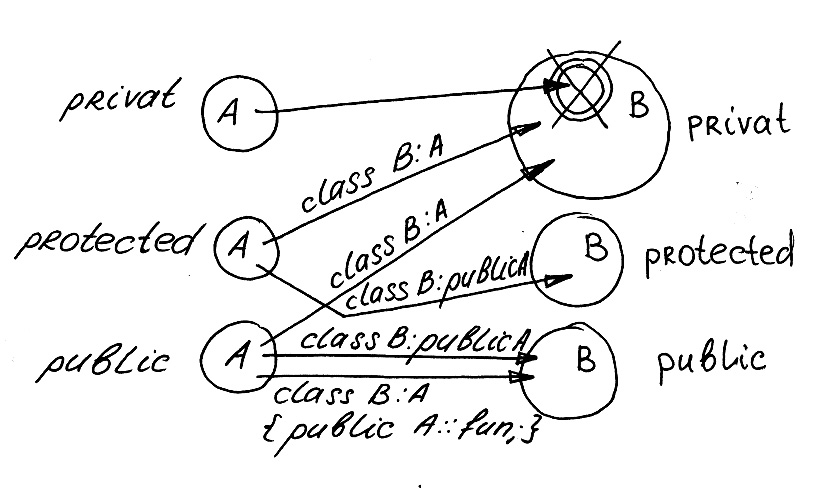 privat A B privat
class B:A
class B:A
protected A B protected
class B:publicA
public A class B:publicA B public
class B:A
{public A::fun;}